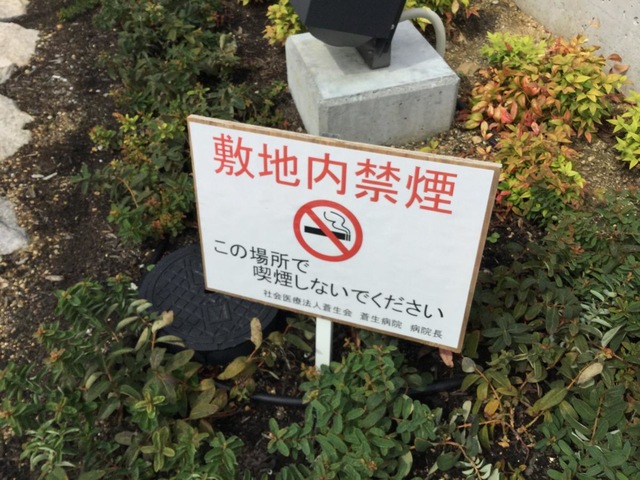 敷地内禁煙
この場所で
喫煙しないでください
社会医療法人蒼生会 蒼生病院 病院長